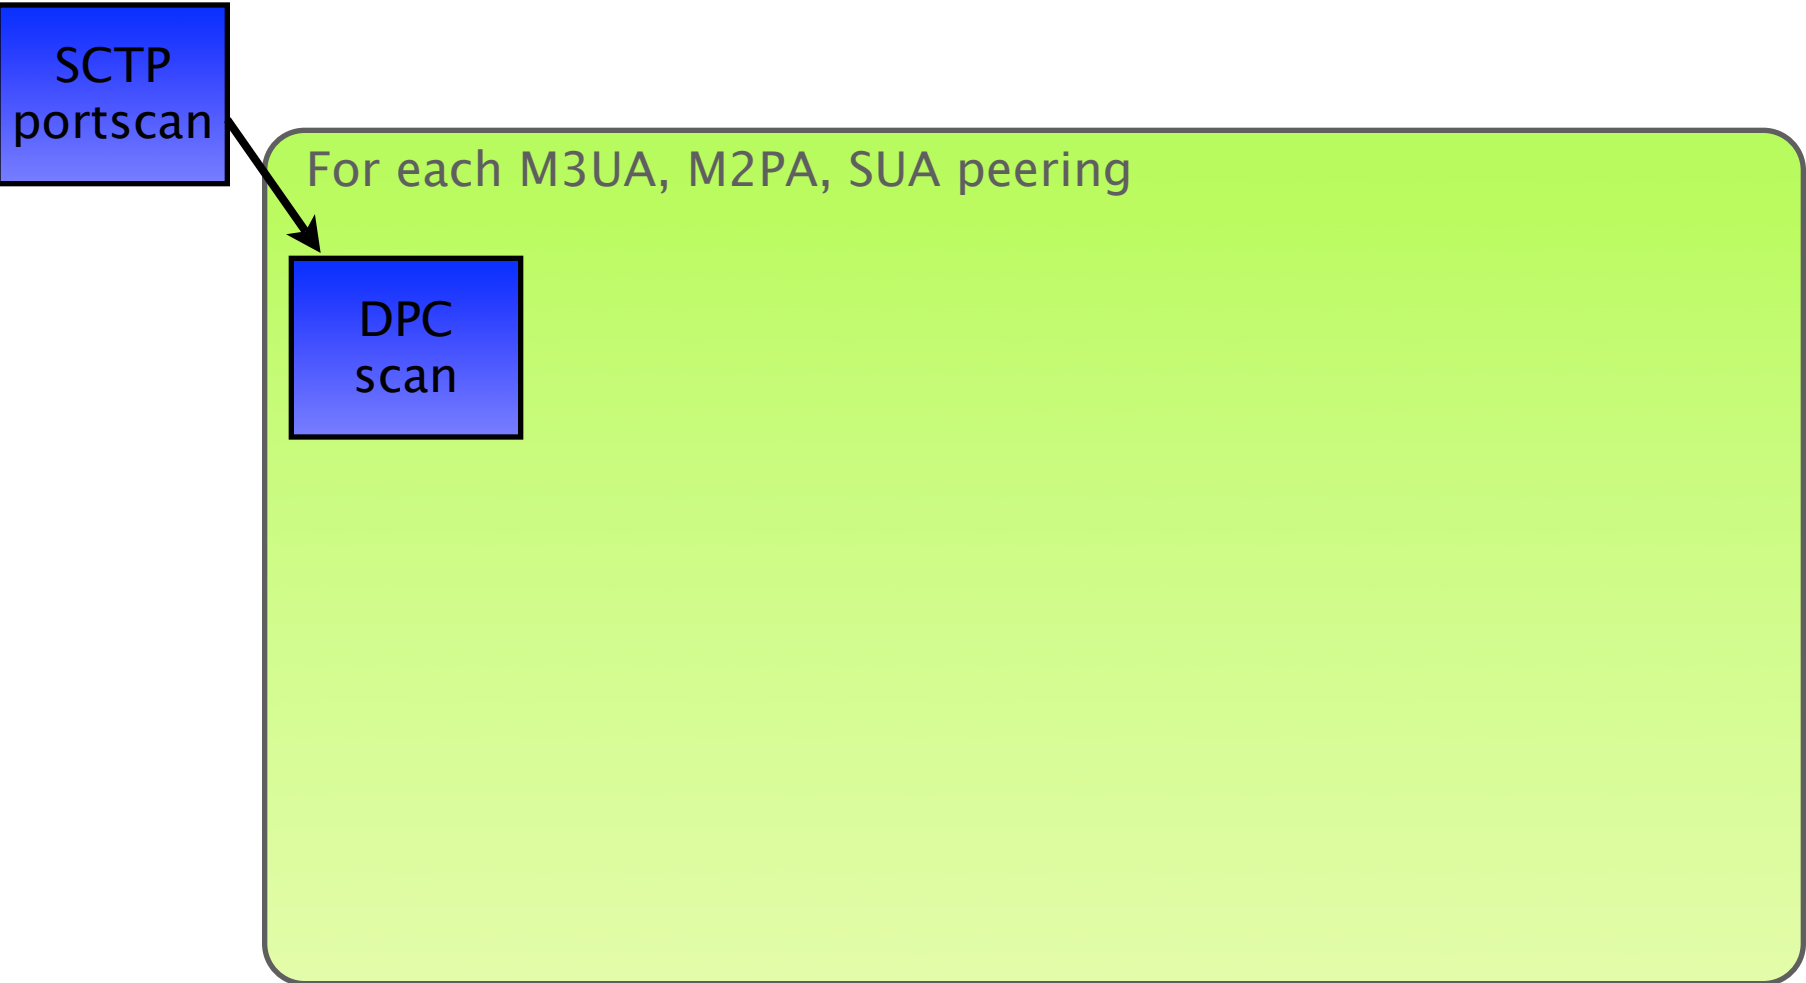 SCTP
portscan
For each M3UA, M2PA, SUA peering
DPC
scan